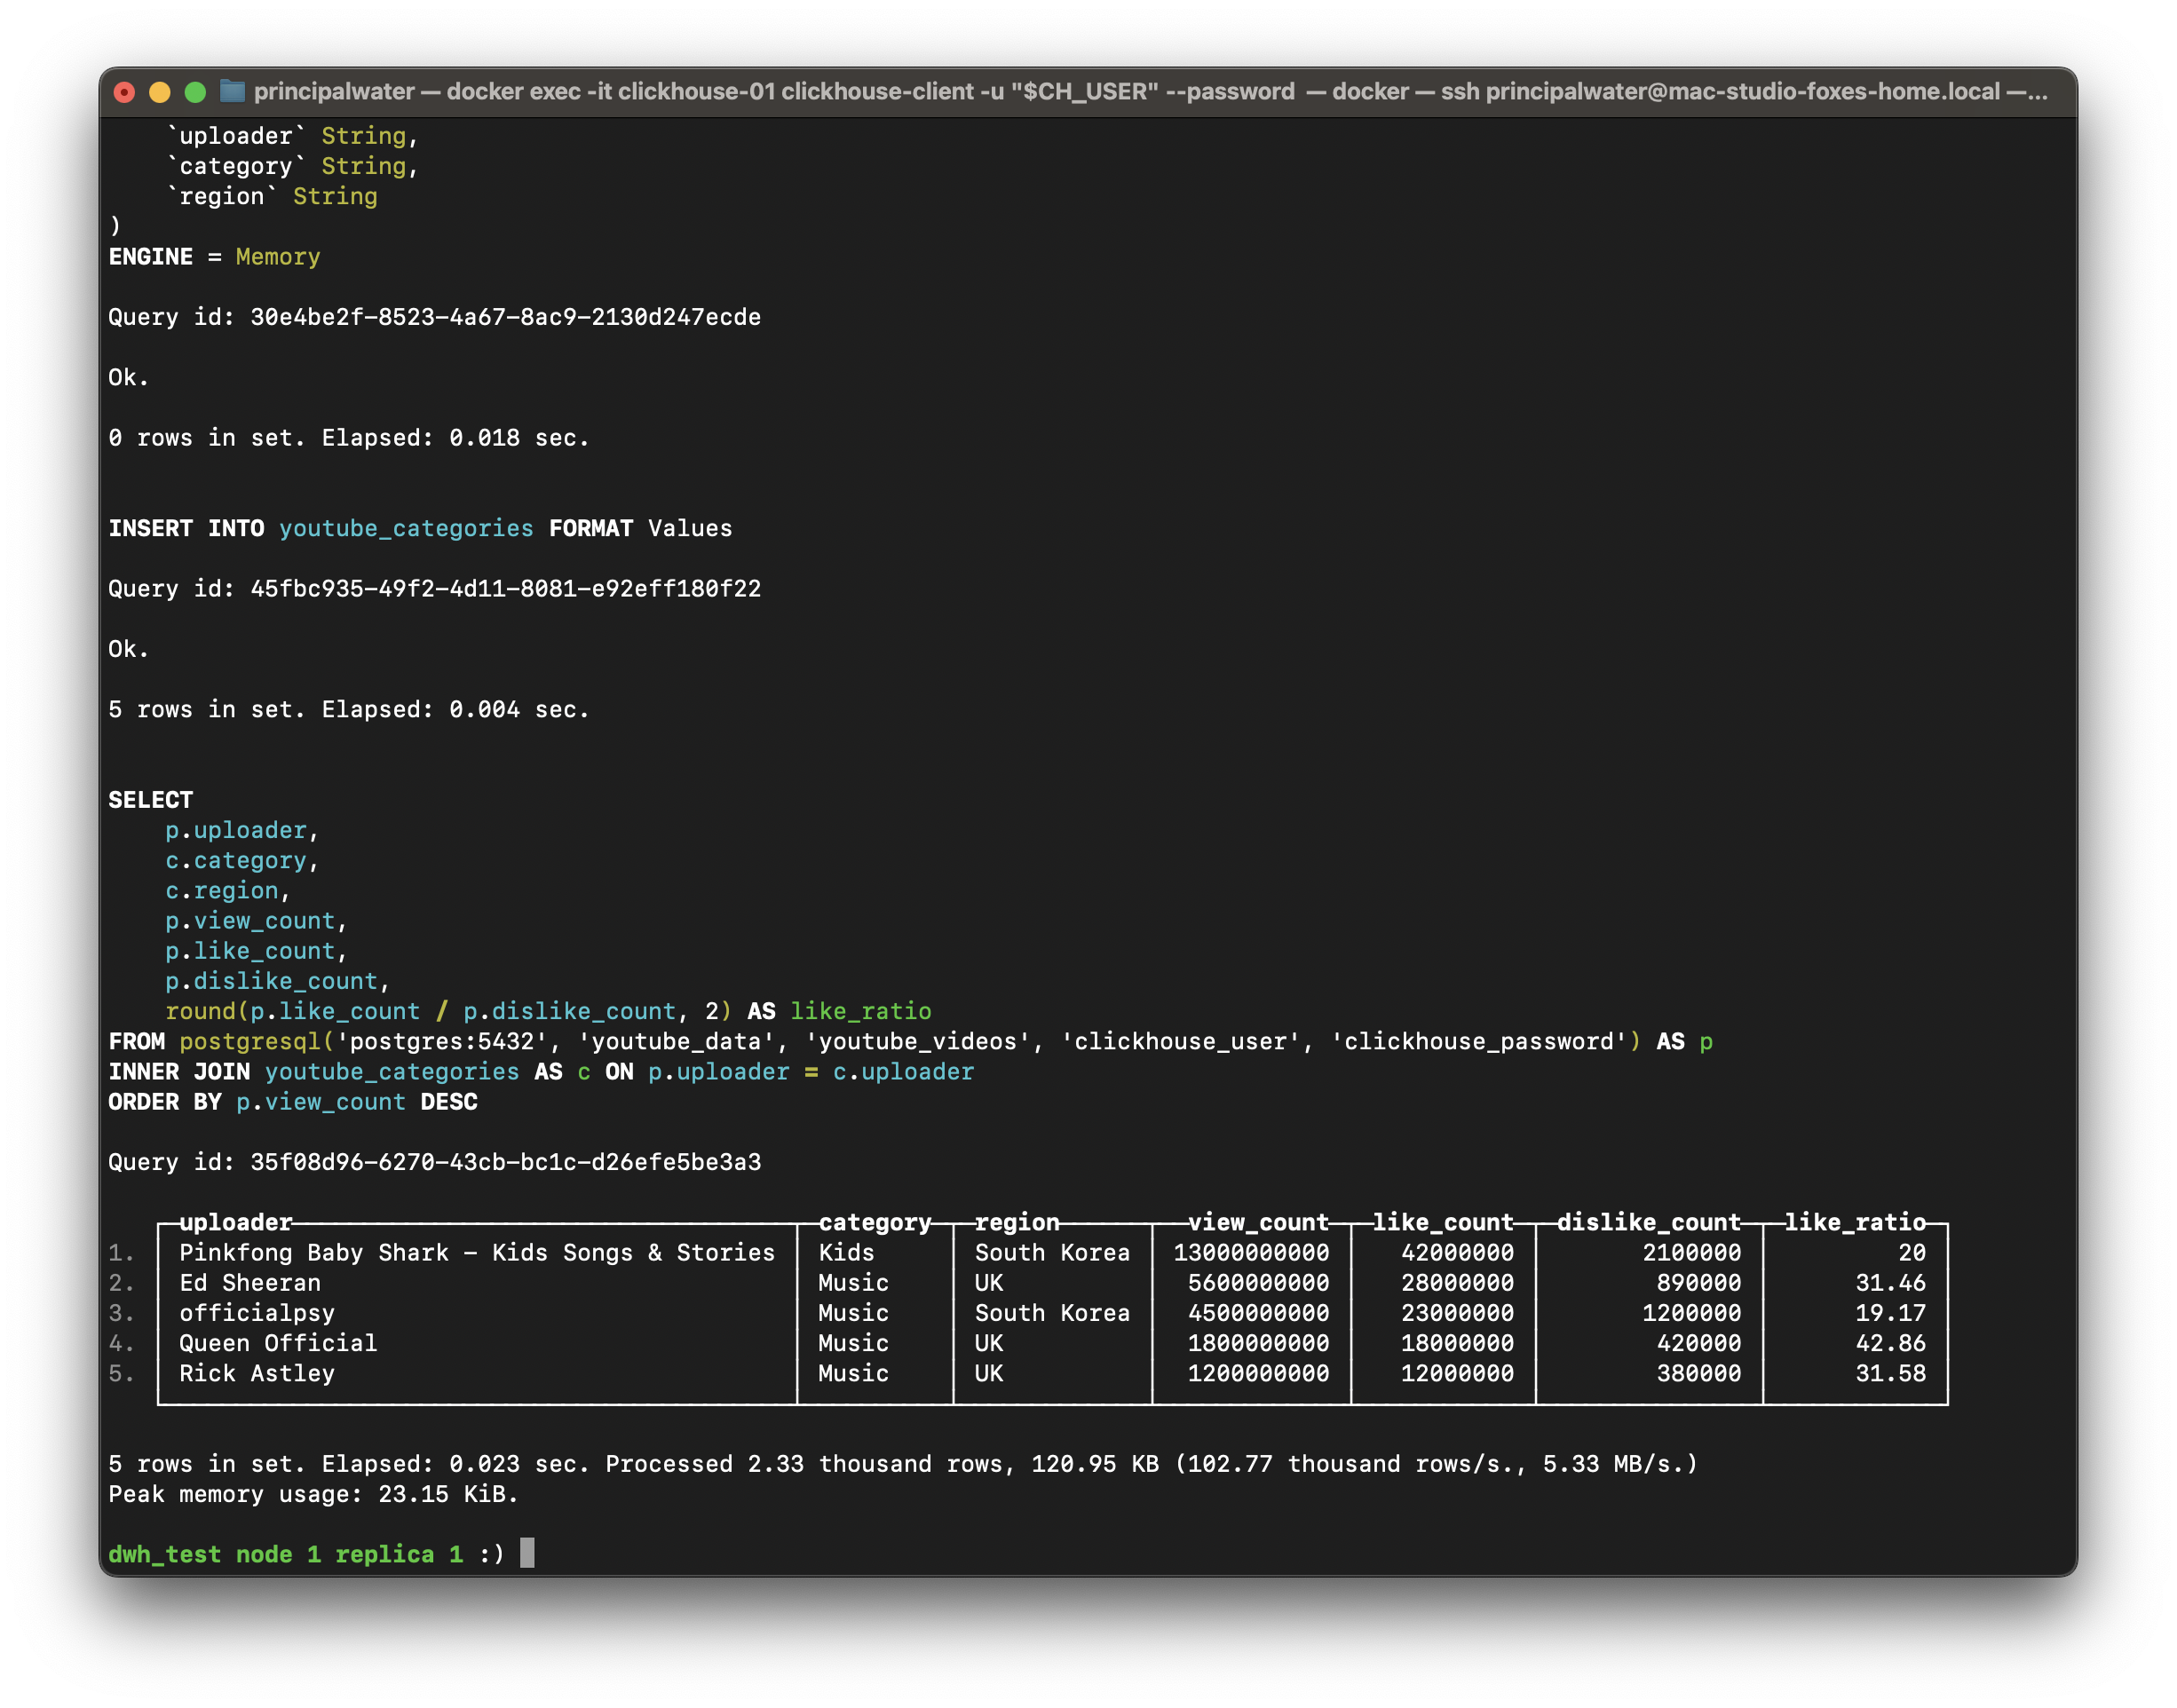 principalwater — docker exec -it clickhouse-01 clickhouse-client -u "$CH_USER" --password — docker — ssh principalwater@mac-studio-foxes-home.local —...
`uploader` String,
`category` String,
`region` String
)
ENGINE = Memory
Query id: 30e4be2f-8523-4a67-8ac9-2130d247ecde
Ok.
0 rows in set. Elapsed: 0.018 sec.
INSERT INTO youtube_categories FORMAT Values
Query id: 45fbc935-49f2-4d11-8081-e92eff180f22
Ok.
5 rows in set. Elapsed: 0.004 sec.
SELECT
p.uploader,
c.category,
c.region,
p.view_count,
p.like_count,
p.dislike_count,
round(p.like_count / p.dislike_count, 2) AS like_ratio
FROM postgresql('postgres:5432', 'youtube_data', 'youtube_videos', 'clickhouse_user', 'clickhouse_password') AS p
INNER JOIN youtube_categories AS c ON p.uploader = c.uploader
ORDER BY p.view_count DESC
Query id: 35f08d96-6270-43cb-bc1c-d26efe5be3a3
uploader category region view_count like_count dislike_count like_ratio
1. Pinkfong Baby Shark - Kids Songs & Stories Kids South Korea 13000000000 42000000 2100000 20
2. Ed Sheeran Music UK 5600000000 28000000 890000 31.46
3. officialpsy Music South Korea 4500000000 23000000 1200000 19.17
4. Queen Official Music UK 1800000000 18000000 420000 42.86
5. Rick Astley Music UK 1200000000 12000000 380000 31.58
5 rows in set. Elapsed: 0.023 sec. Processed 2.33 thousand rows, 120.95 KB (102.77 thousand rows/s., 5.33 MB/s.)
Peak memory usage: 23.15 KiB.
dwh_test node 1 replica 1 :)